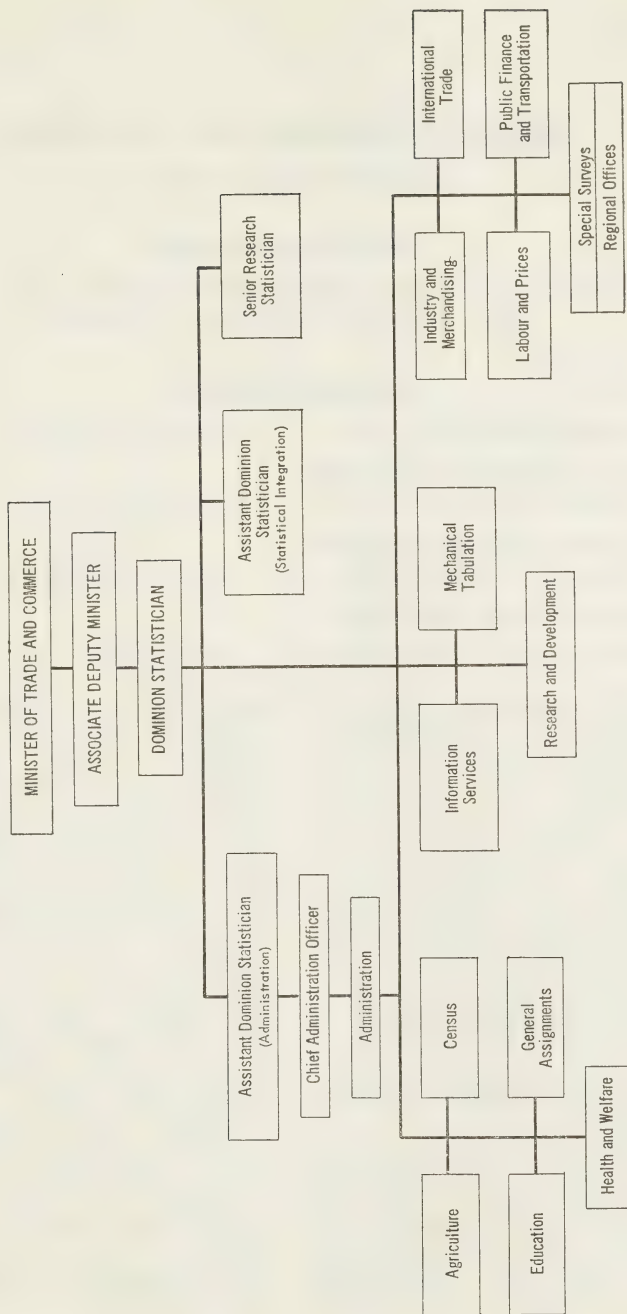 MINISTER OF TRADE AND COMMERCE
ASSOCIATE DEPUTY MINISTER
DOMINION STATISTICIAN
Assistant Dominion Statistician
(Administration)
Assistant Dominion
Statistician
(Statistical Integration)
Senior Research
Statistician
Chief Administration Officer
Administration
Agriculture
Census
Education
General
Assignments
Health and Welfare
Information
Services
Mechanical
Tabulation
Research and Development
Industry and
Merchandising
International
Trade
Labour and Prices
Public Finance
and Transportation
Special Surveys
Regional Offices